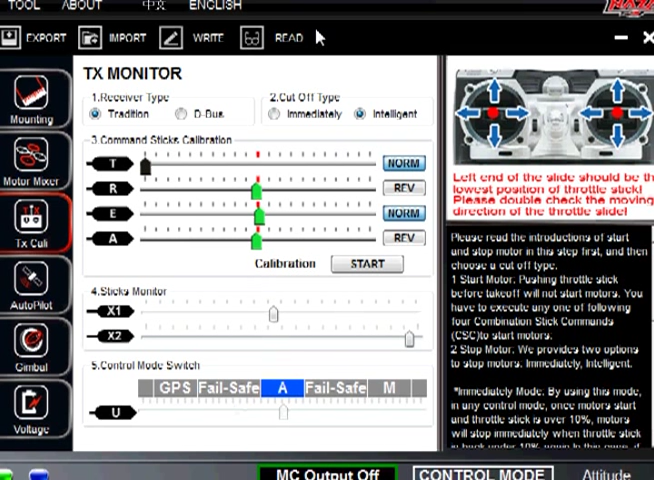 TOOL ABOUT 中文 ENGLISH
EXPORT IMPORT WRITE READ
Mounting
Motor Mixer
Tx Cali
AutoPilot
Gimbal
Voltage
TX MONITOR
1.Receiver Type
Tradition D-Bus
2.Cut Off Type
Immediately Intelligent
3.Command Sticks Calibration
T NORM
R REV
E NORM
A REV
Calibration START
4.Sticks Monitor
X1
X2
5.Control Mode Switch
GPS Fail-Safe A Fail-Safe M
U
Left end of the slide should be th
lowest position of throttle stick!
Please double check the moving
direction of the throttle slide!
Please read the introductions of start
and stop motor in this step first, and then
choose a cut off type.
1 Start Motor: Pushing throttle stick
before takeoff will not start motors. You
have to execute any one of following
four Combination Stick Commands
(CSC)to start motors:
2 Stop Motor: We provides two options
to stop motors: Immediately, Intelligent.
*Immediately Mode: By using this mode,
in any control mode, once motors start
and throttle stick is over 10%, motors
will stop immediately when throttle stick
MC Output Off CONTROL MODE Attitude